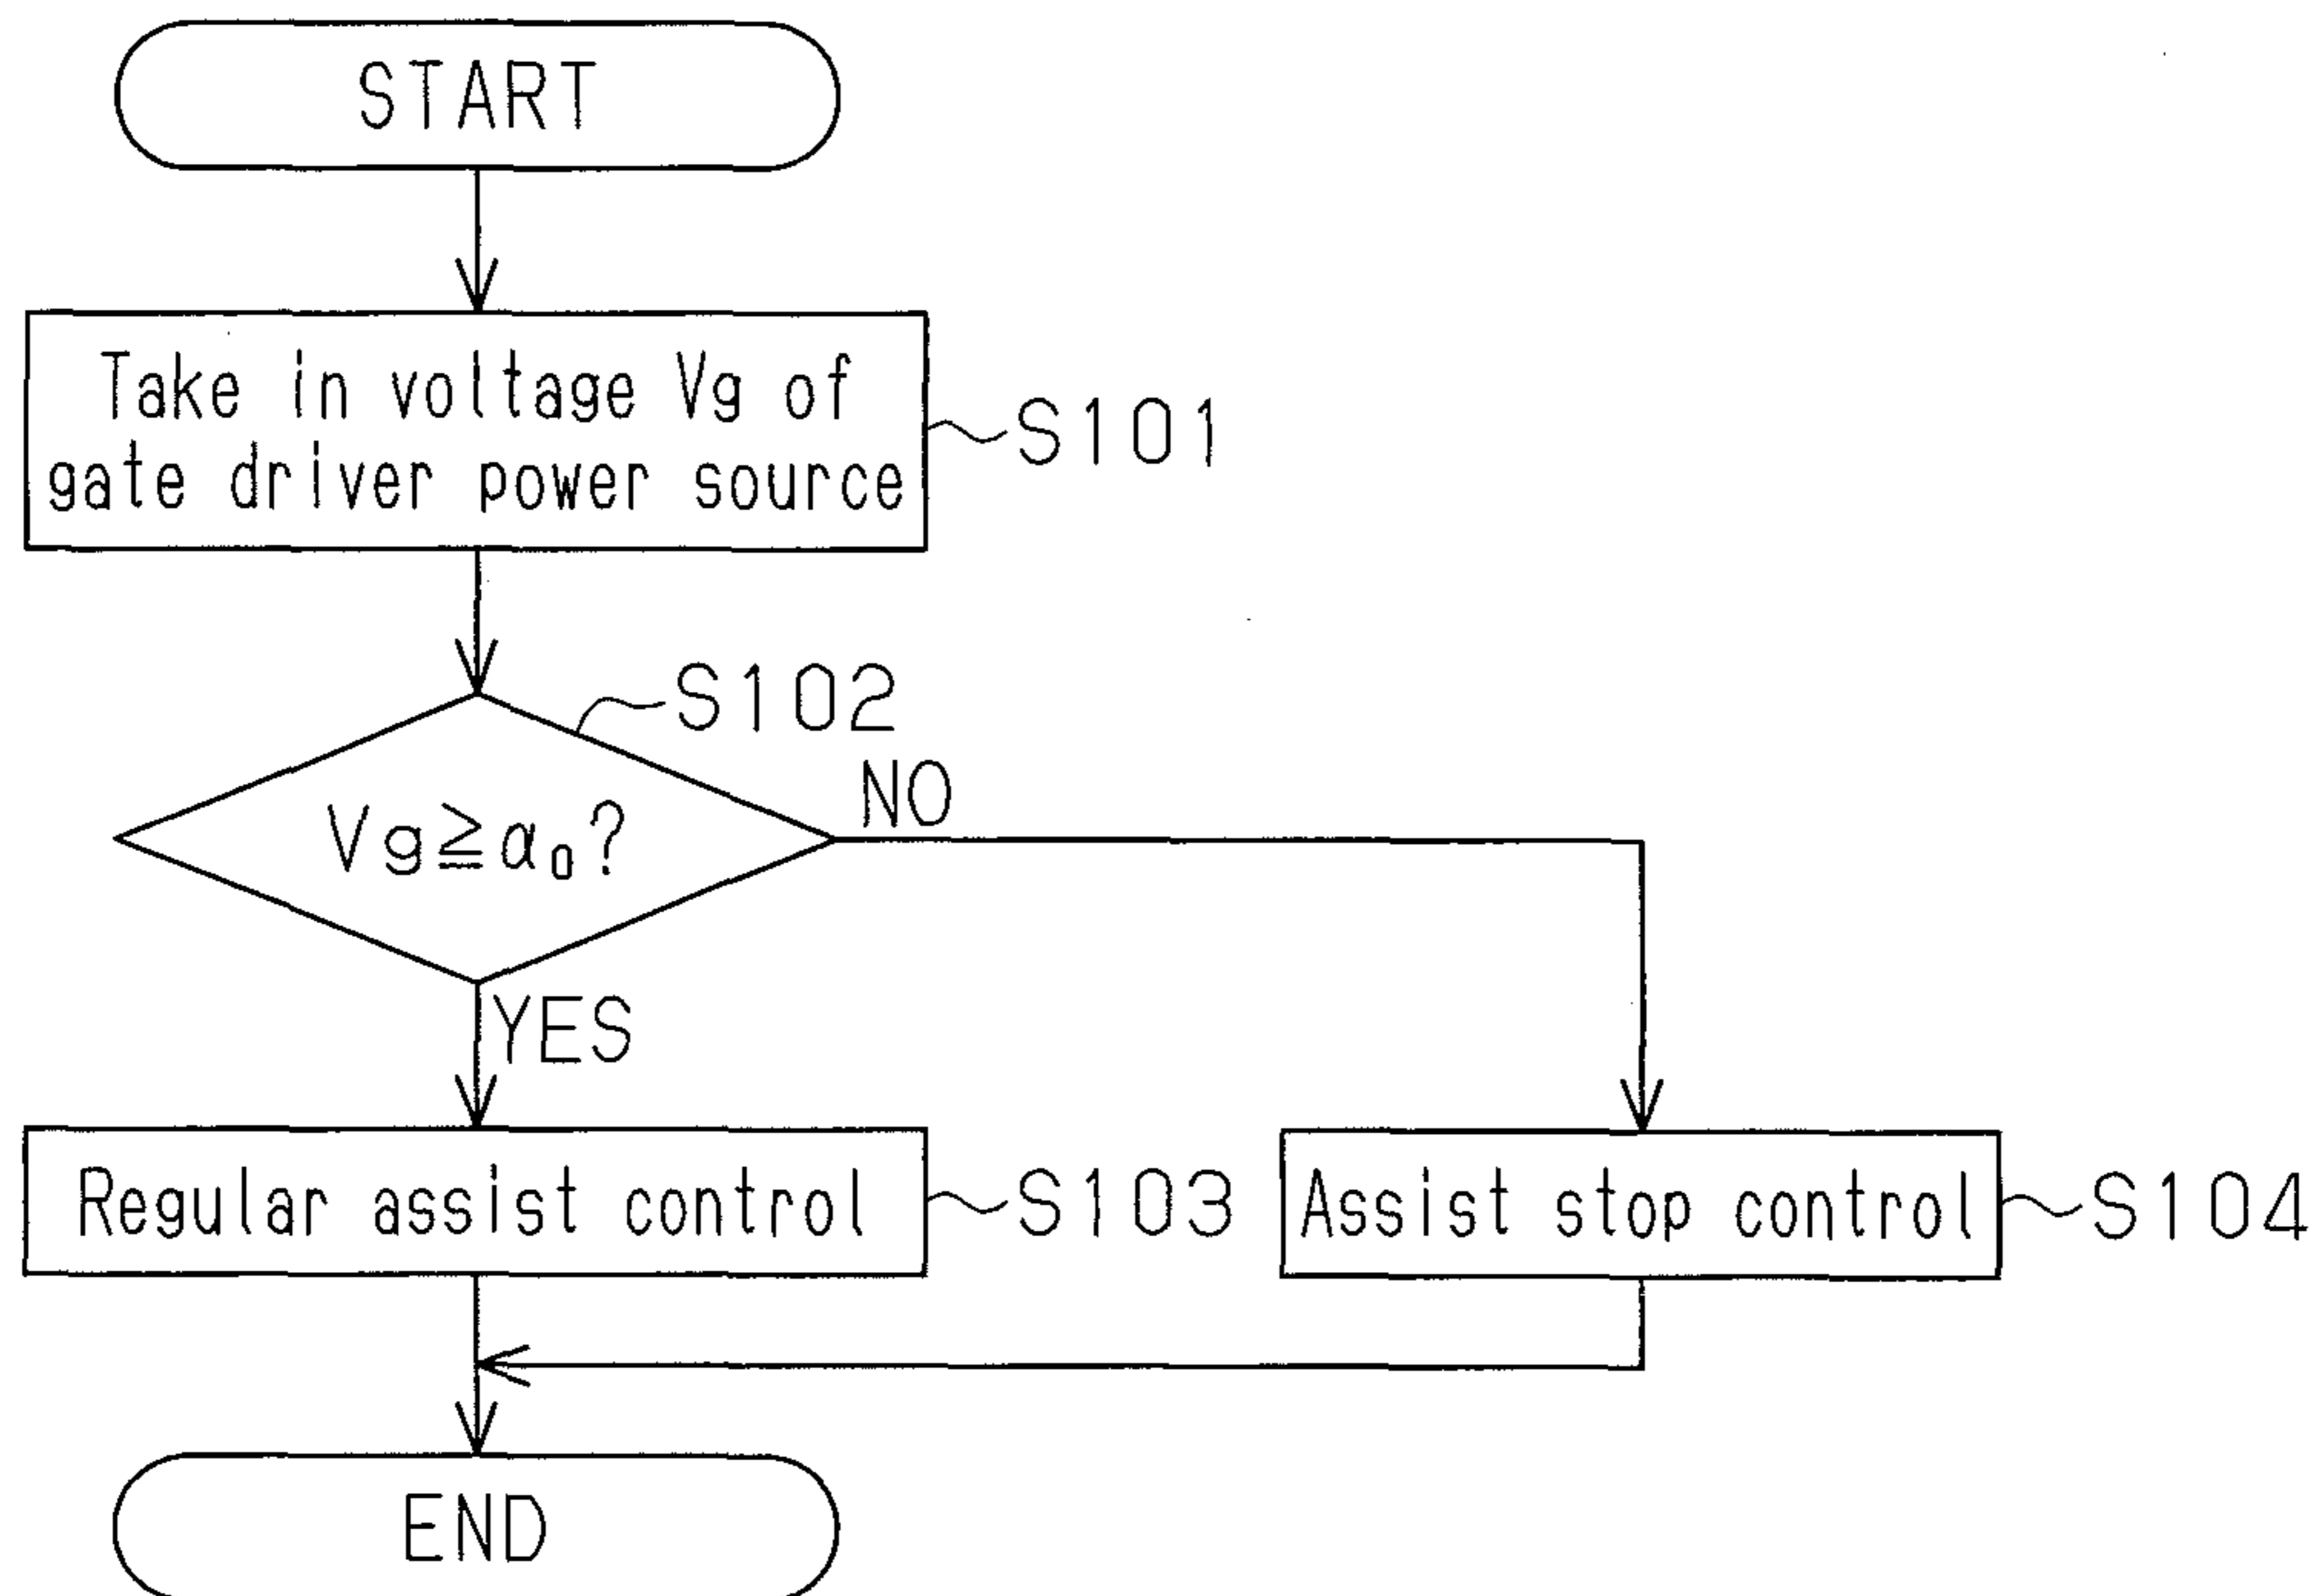 START
Take in voltage Vg of
gate driver power source
S101
S102
Vg≧α₀?
NO
YES
Regular assist control
S103
Assist stop control
S104
END